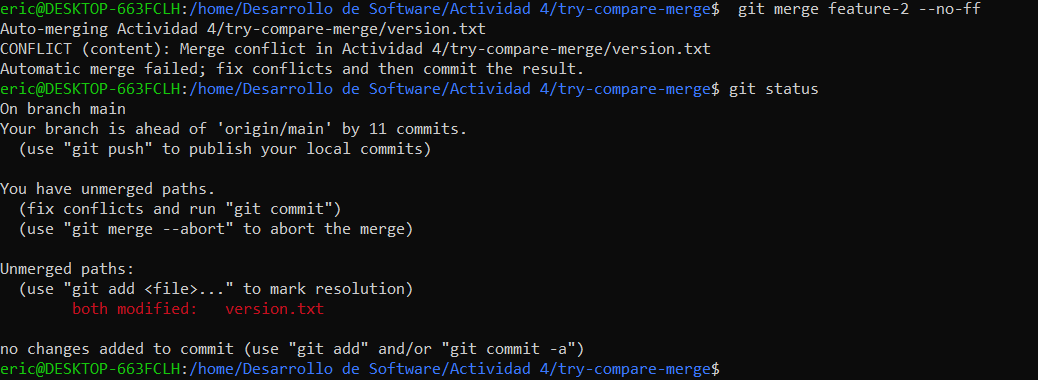 eric@DESKTOP-663FCLH:/home/Desarrollo de Software/Actividad 4/try-compare-merge$  git merge feature-2 --no-ff
Auto-merging Actividad 4/try-compare-merge/version.txt
CONFLICT (content): Merge conflict in Actividad 4/try-compare-merge/version.txt
Automatic merge failed; fix conflicts and then commit the result.
eric@DESKTOP-663FCLH:/home/Desarrollo de Software/Actividad 4/try-compare-merge$ git status
On branch main
Your branch is ahead of 'origin/main' by 11 commits.
  (use "git push" to publish your local commits)

You have unmerged paths.
  (fix conflicts and run "git commit")
  (use "git merge --abort" to abort the merge)

Unmerged paths:
  (use "git add <file>..." to mark resolution)
        both modified:   version.txt

no changes added to commit (use "git add" and/or "git commit -a")
eric@DESKTOP-663FCLH:/home/Desarrollo de Software/Actividad 4/try-compare-merge$